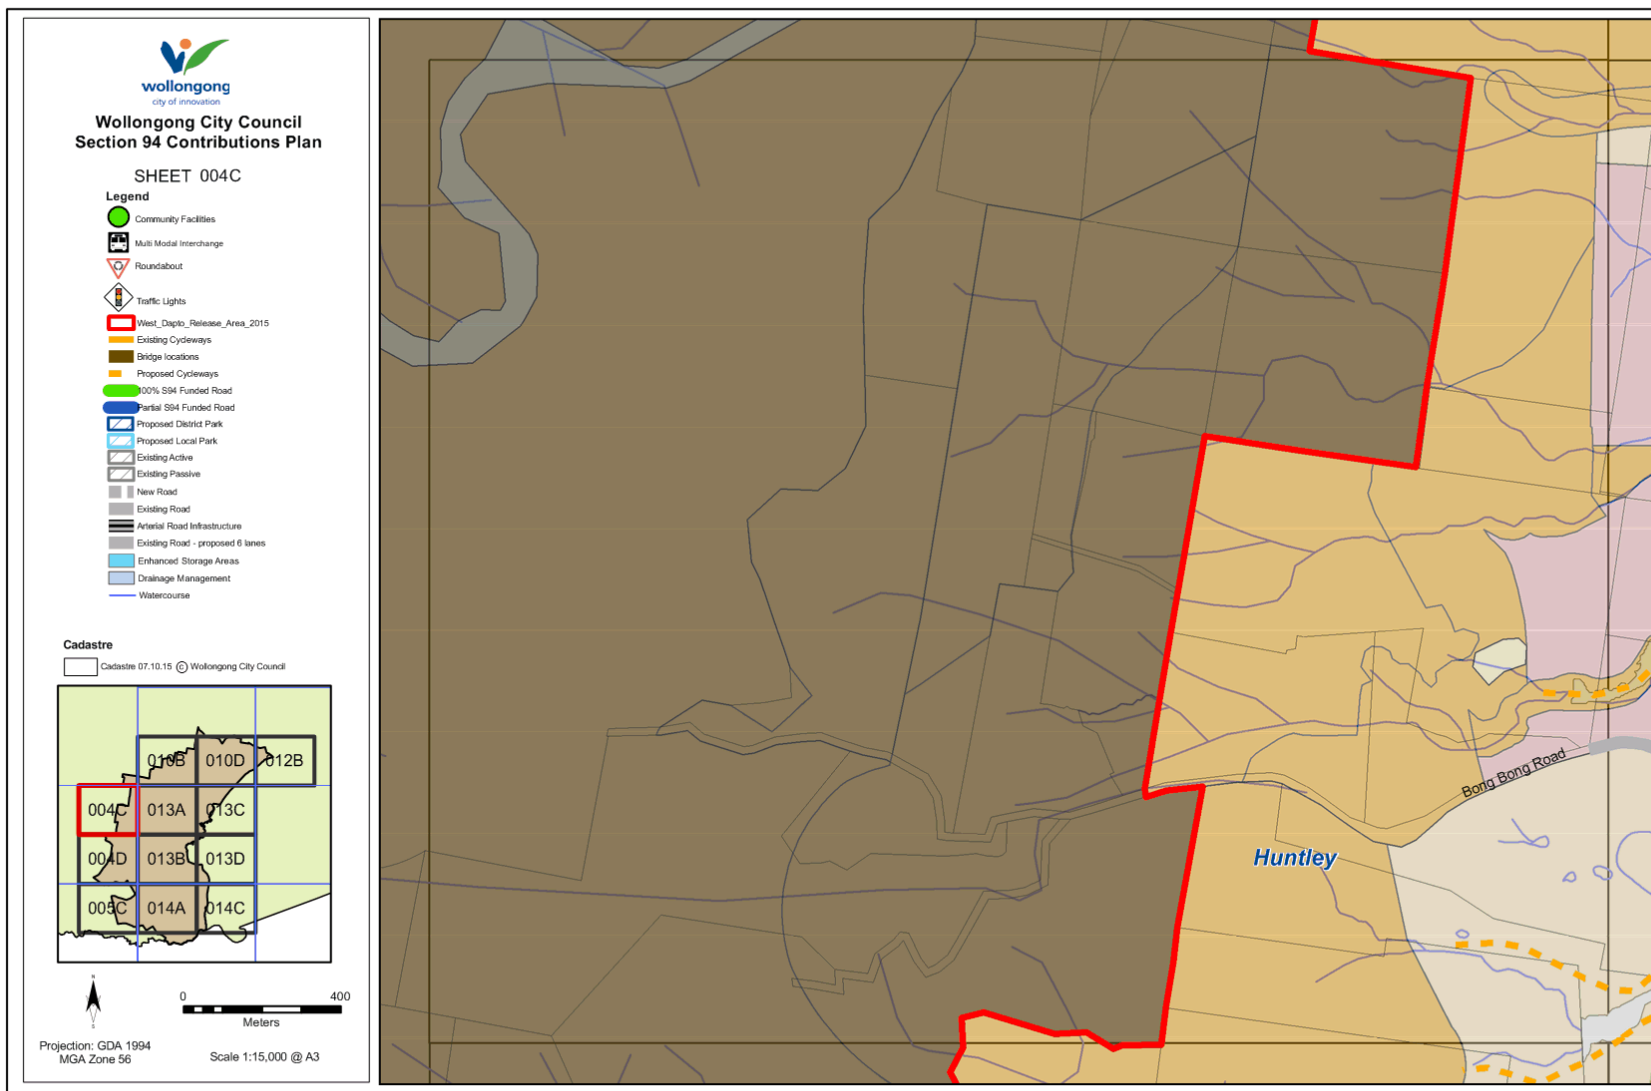 wollongong
city of innovation
Wollongong City Council
Section 94 Contributions Plan
SHEET 004C
Legend
Community Facilities
Multi Modal Interchange
Roundabout
Traffic Lights
West_Dapto_Release_Area_2015
Existing Cycleways
Bridge locations
Proposed Cycleways
100% S94 Funded Road
Partial S94 Funded Road
Proposed District Park
Proposed Local Park
Existing Active
Existing Passive
New Road
Existing Road
Arterial Road Infrastructure
Existing Road - proposed 6 lanes
Enhanced Storage Areas
Drainage Management
Watercourse
Cadastre
Cadastre 07.10.15 © Wollongong City Council
010B 010D 012B
004C 013A 013C
004D 013B 013D
005C 014A 014C
N
S
0 400
Meters
Projection: GDA 1994
MGA Zone 56
Scale 1:15,000 @ A3
Bong Bong Road
Huntley